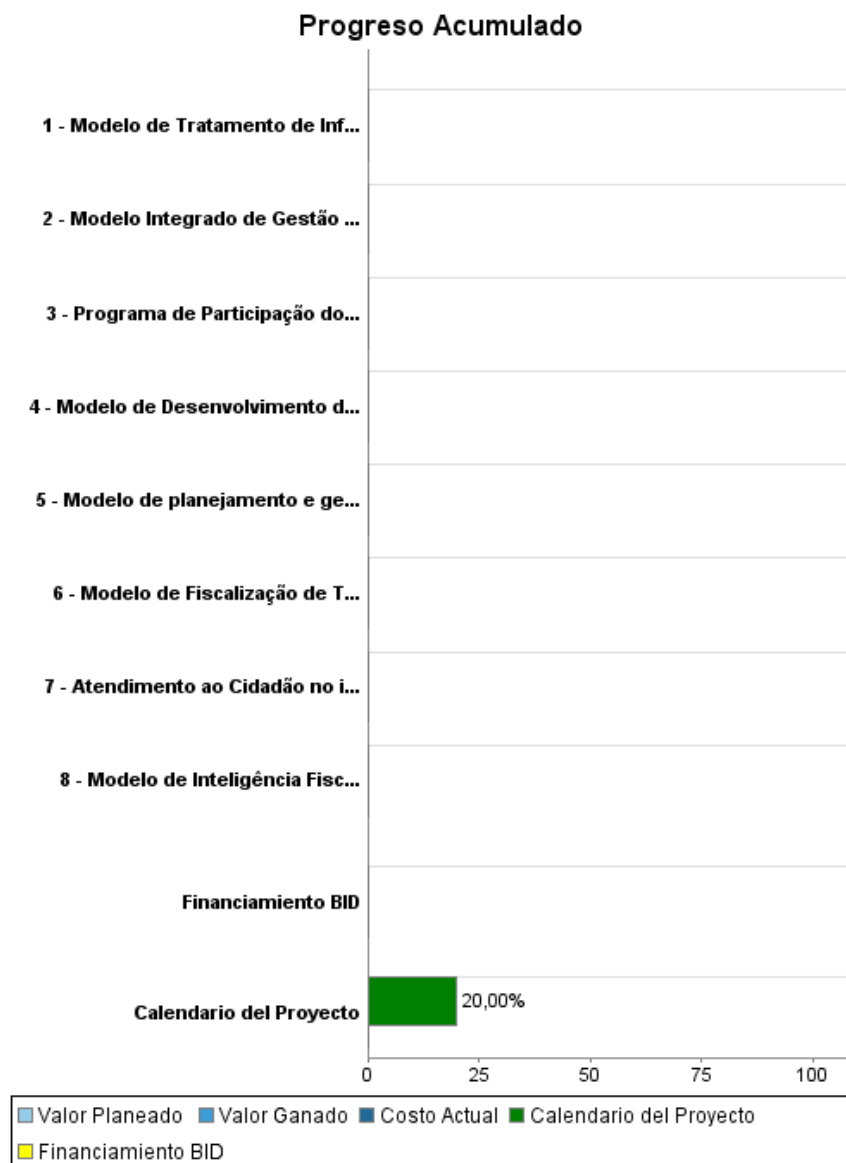 Progreso Acumulado
1 - Modelo de Tratamento de Inf...
2 - Modelo Integrado de Gestão ...
3 - Programa de Participação do...
4 - Modelo de Desenvolvimento d...
5 - Modelo de planejamento e ge...
6 - Modelo de Fiscalização de T...
7 - Atendimento ao Cidadão no i...
8 - Modelo de Inteligência Fisc...
Financiamiento BID
Calendario del Proyecto
20,00%
0 25 50 75 100
Valor Planeado Valor Ganado Costo Actual Calendario del Proyecto
Financiamiento BID